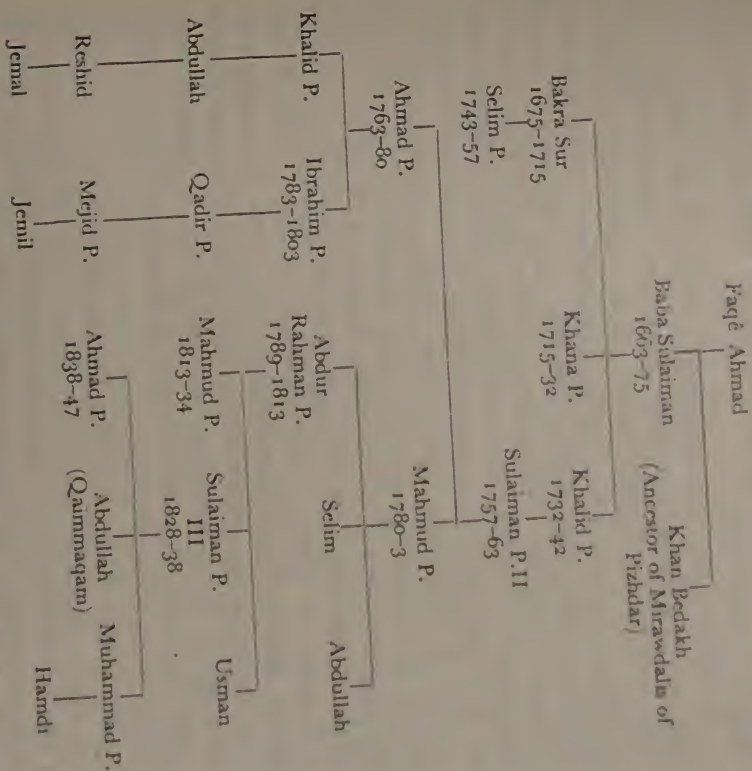 Faqê Ahmad
Baba Sulaiman
1663-75
Khan Bedakh
(Ancestor of Mirawdalis of
Pizhdar)
Bakra Sur
1675-1715
Khana P.
1715-32
Khalid P.
1732-42
Selim P.
1743-57
Sulaiman P.II
1757-63
Ahmad P.
1763-80
Mahmud P.
1780-3
Khalid P.
Ibrahim P.
1783-1803
Abdur
Rahman P.
1789-1813
Selim
Abdullah
Abdullah
Qadir P.
Mahmud P.
1813-34
Sulaiman P.
III
1828-38
Usman
Reshid
Mejid P.
Ahmad P.
1838-47
Abdullah
(Qaimmaqam)
Muhammad P.
Jemal
Jemil
Hamdi